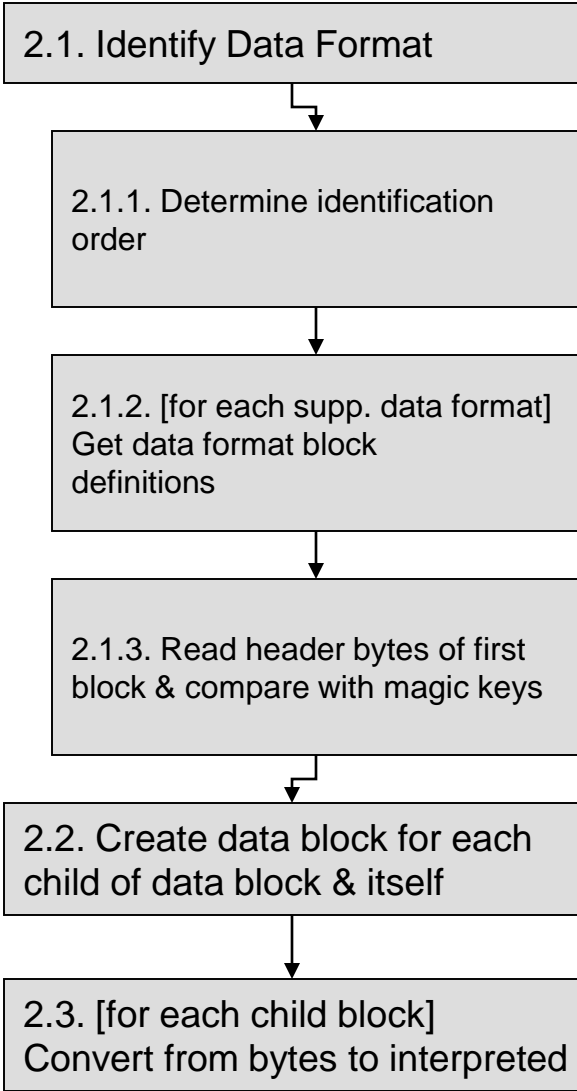 2.1. Identify Data Format
2.1.1. Determine identification
order
2.1.2. [for each supp. data format]
Get data format block
definitions
2.1.3. Read header bytes of first
block & compare with magic keys
2.2. Create data block for each
child of data block & itself
2.3. [for each child block]
Convert from bytes to interpreted